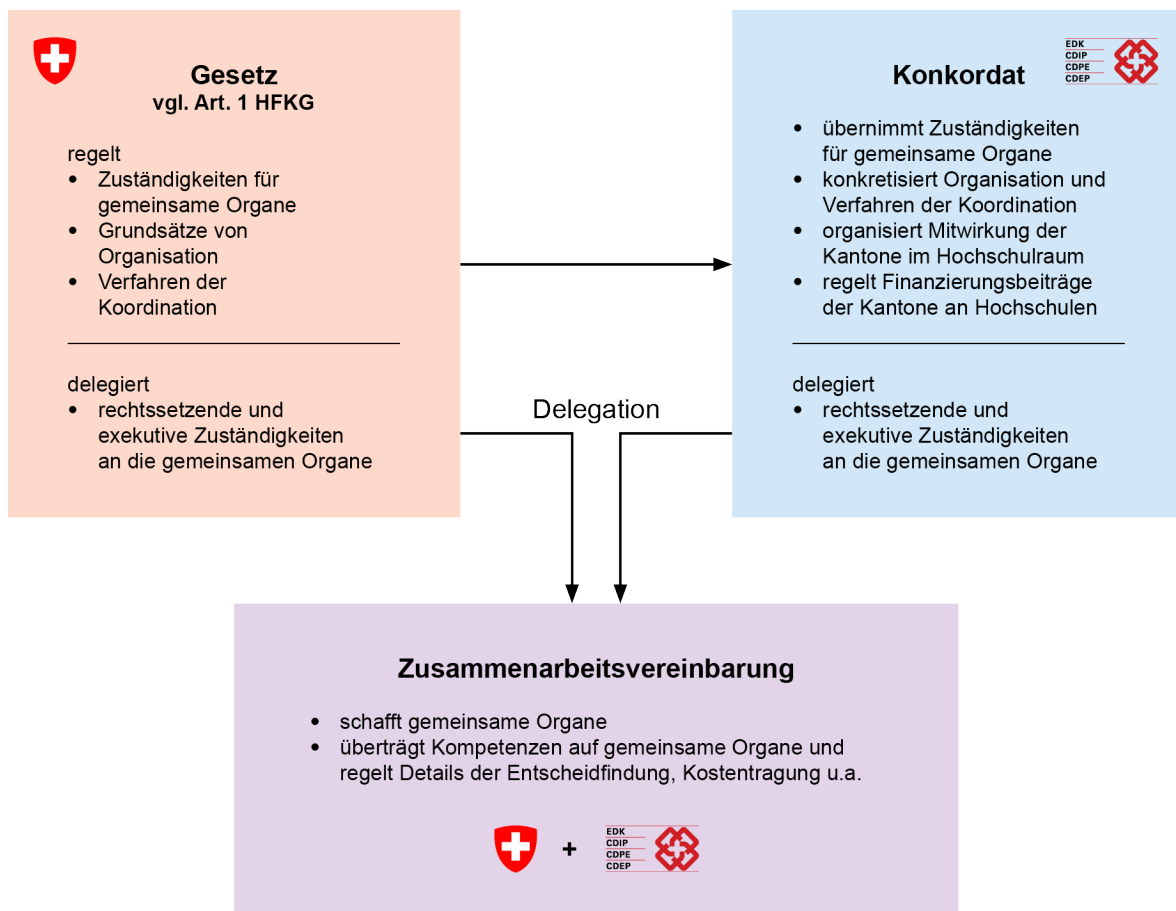 Gesetz
vgl. Art. 1 HFKG
regelt
• Zuständigkeiten für
gemeinsame Organe
• Grundsätze von
Organisation
• Verfahren der
Koordination
delegiert
• rechtssetzende und
exekutive Zuständigkeiten
an die gemeinsamen Organe
Konkordat
EDK
CDIP
CDPE
CDEP
• übernimmt Zuständigkeiten
für gemeinsame Organe
• konkretisiert Organisation und
Verfahren der Koordination
• organisiert Mitwirkung der
Kantone im Hochschulraum
• regelt Finanzierungsbeiträge
der Kantone an Hochschulen
delegiert
• rechtssetzende und
exekutive Zuständigkeiten
an die gemeinsamen Organe
Delegation
Zusammenarbeitsvereinbarung
• schafft gemeinsame Organe
• überträgt Kompetenzen auf gemeinsame Organe und
regelt Details der Entscheidfindung, Kostentragung u.a.
+
EDK
CDIP
CDPE
CDEP